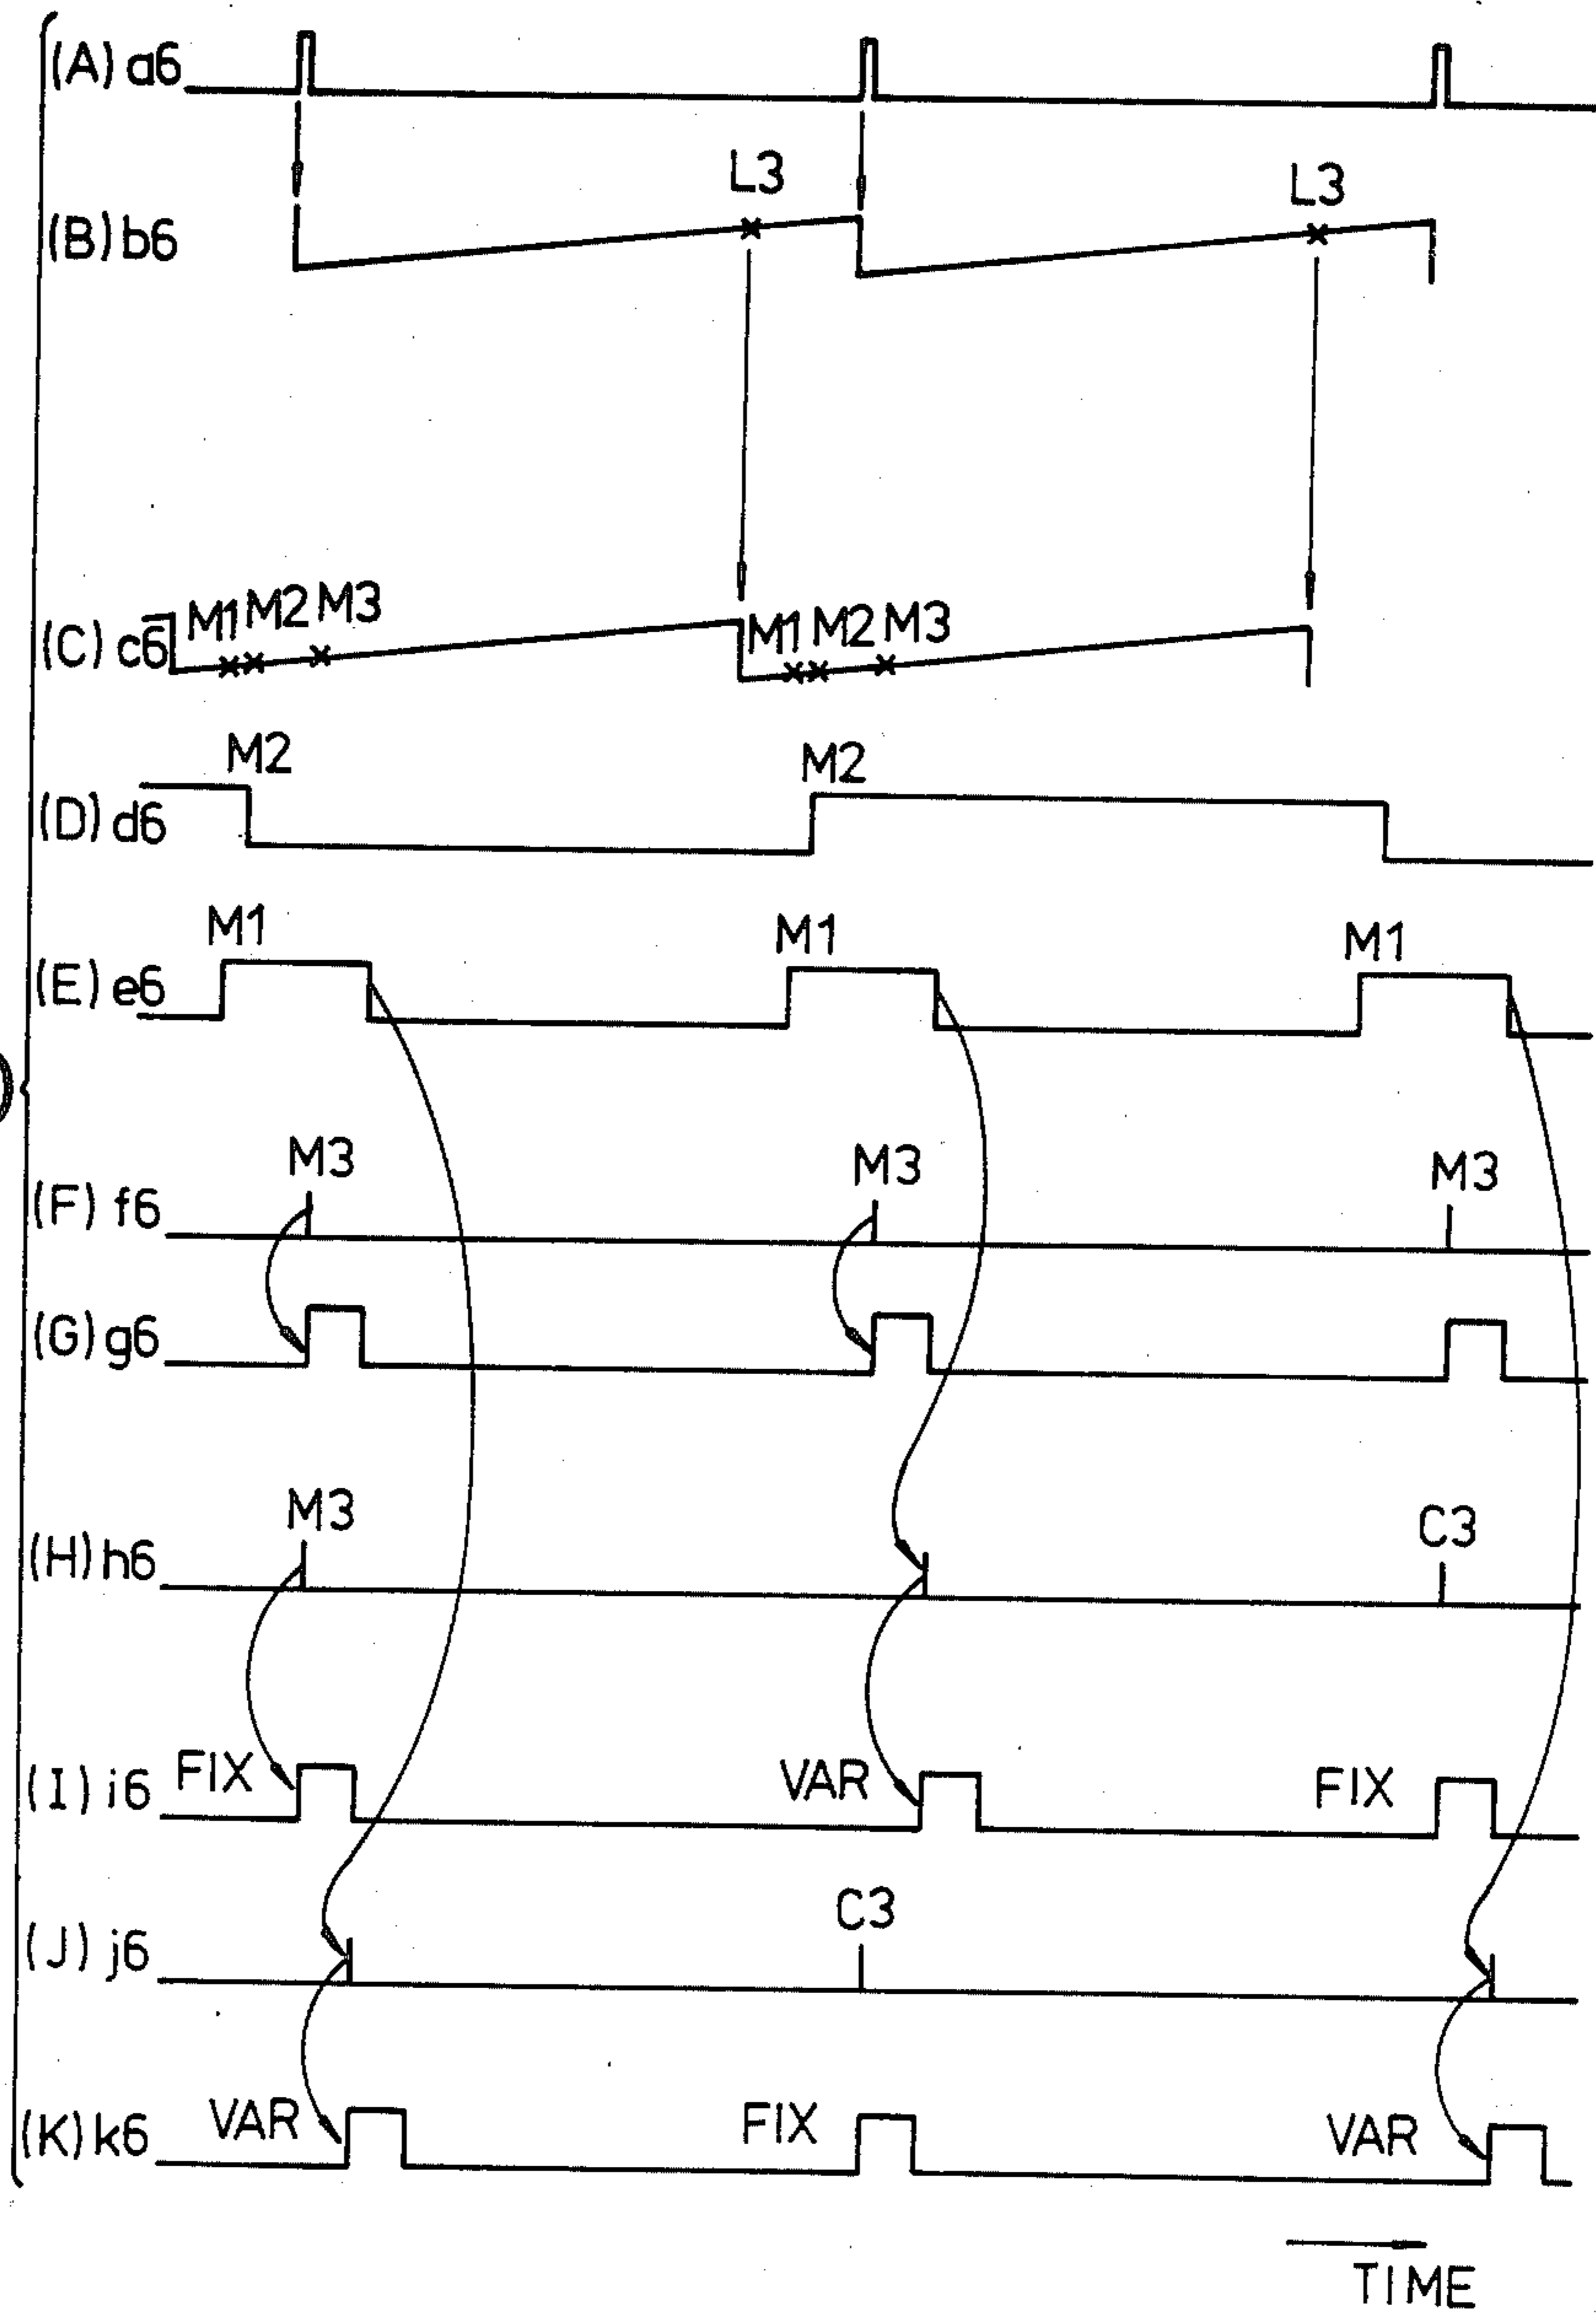 (A) a6
L3
L3
(B) b6
M1 M2 M3
M1 M2 M3
(C) c6
M2
M2
(D) d6
M1
M1
M1
(E) e6
M3
M3
M3
(F) f6
(G) g6
M3
C3
(H) h6
FIX
VAR
FIX
(I) i6
C3
(J) j6
VAR
FIX
VAR
(K) k6
TIME